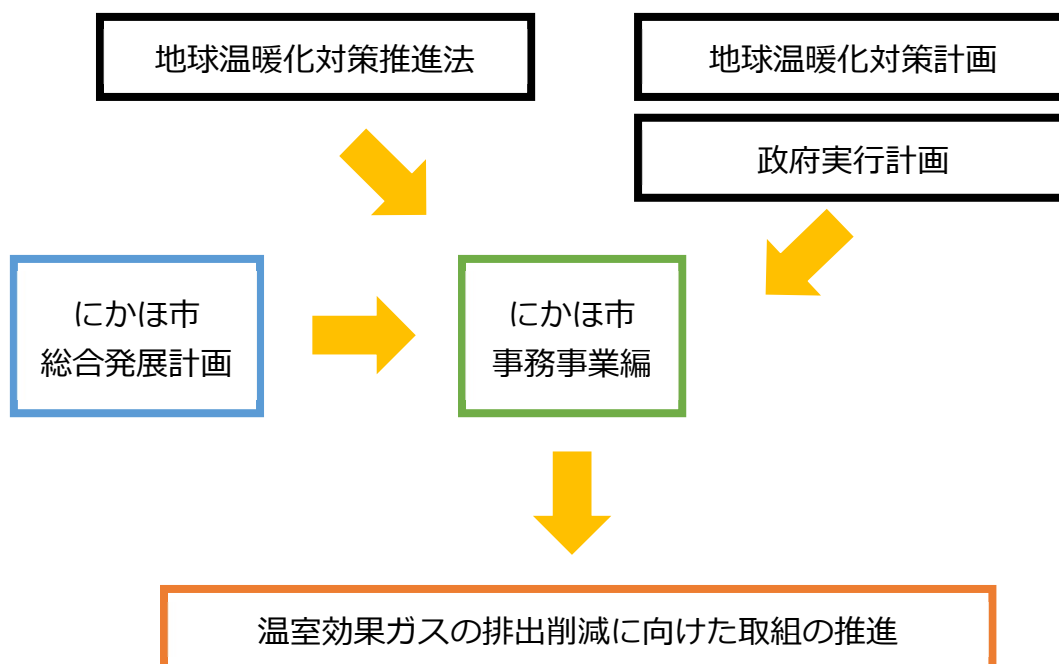 地球温暖化対策推進法
地球温暖化対策計画
政府実行計画
にかほ市
総合発展計画
にかほ市
事務事業編
温室効果ガスの排出削減に向けた取組の推進